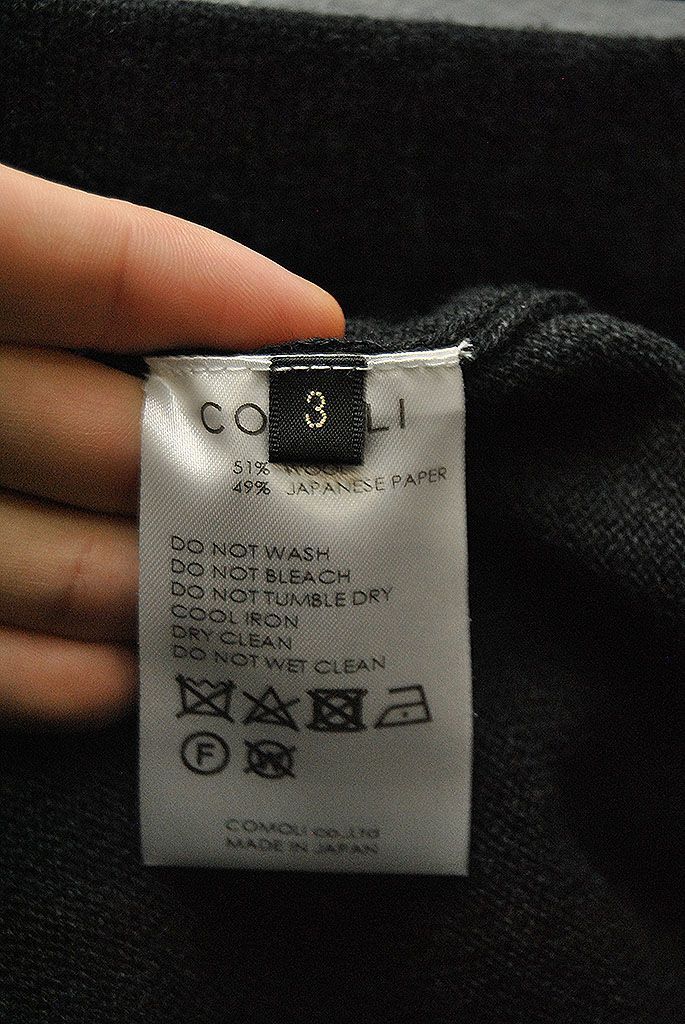 3
CO LI
51% WOOL
49% JAPANESE PAPER
DO NOT WASH
DO NOT BLEACH
DO NOT TUMBLE DRY
COOL IRON
DRY CLEAN
DO NOT WET CLEAN
F W
COMOLI co.,Ltd
MADE IN JAPAN